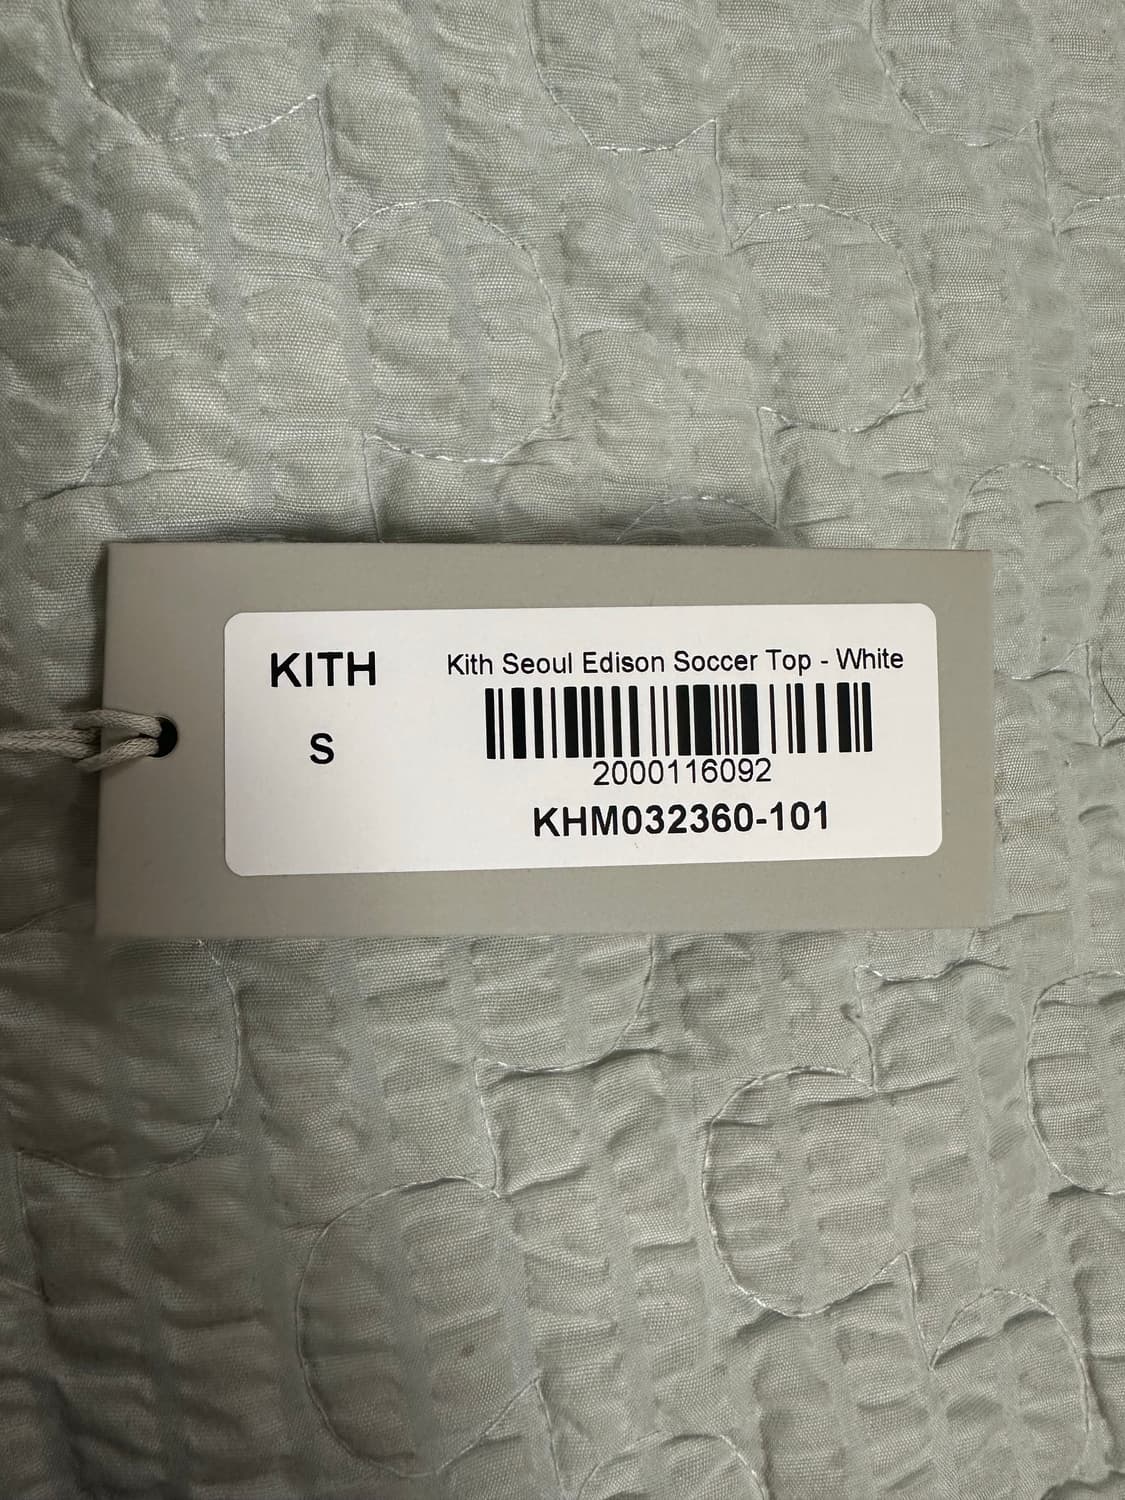 KITH
S
Kith Seoul Edison Soccer Top - White
2000116092
KHM032360-101